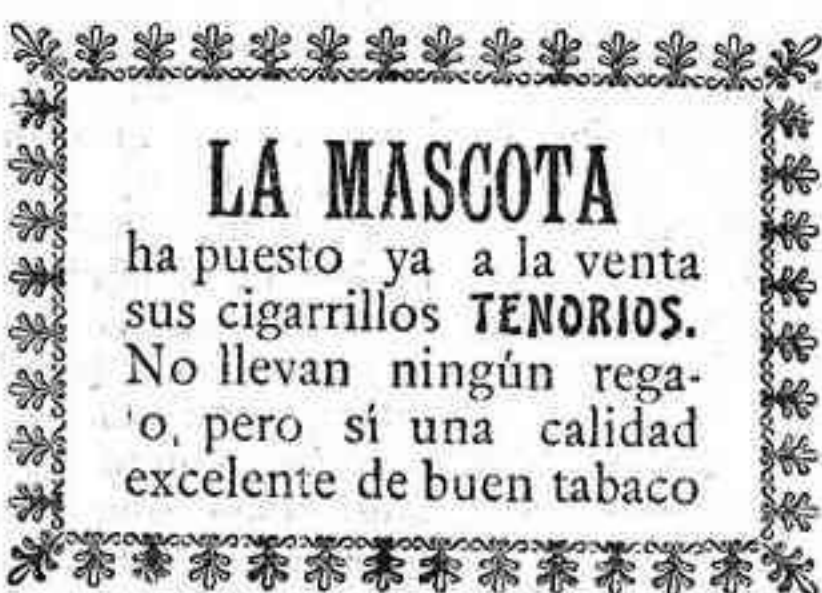 LA MASCOTA
ha puesto ya a la venta
sus cigarrillos TENORIOS.
No llevan ningún rega-
'o, pero sí una calidad
excelente de buen tabaco